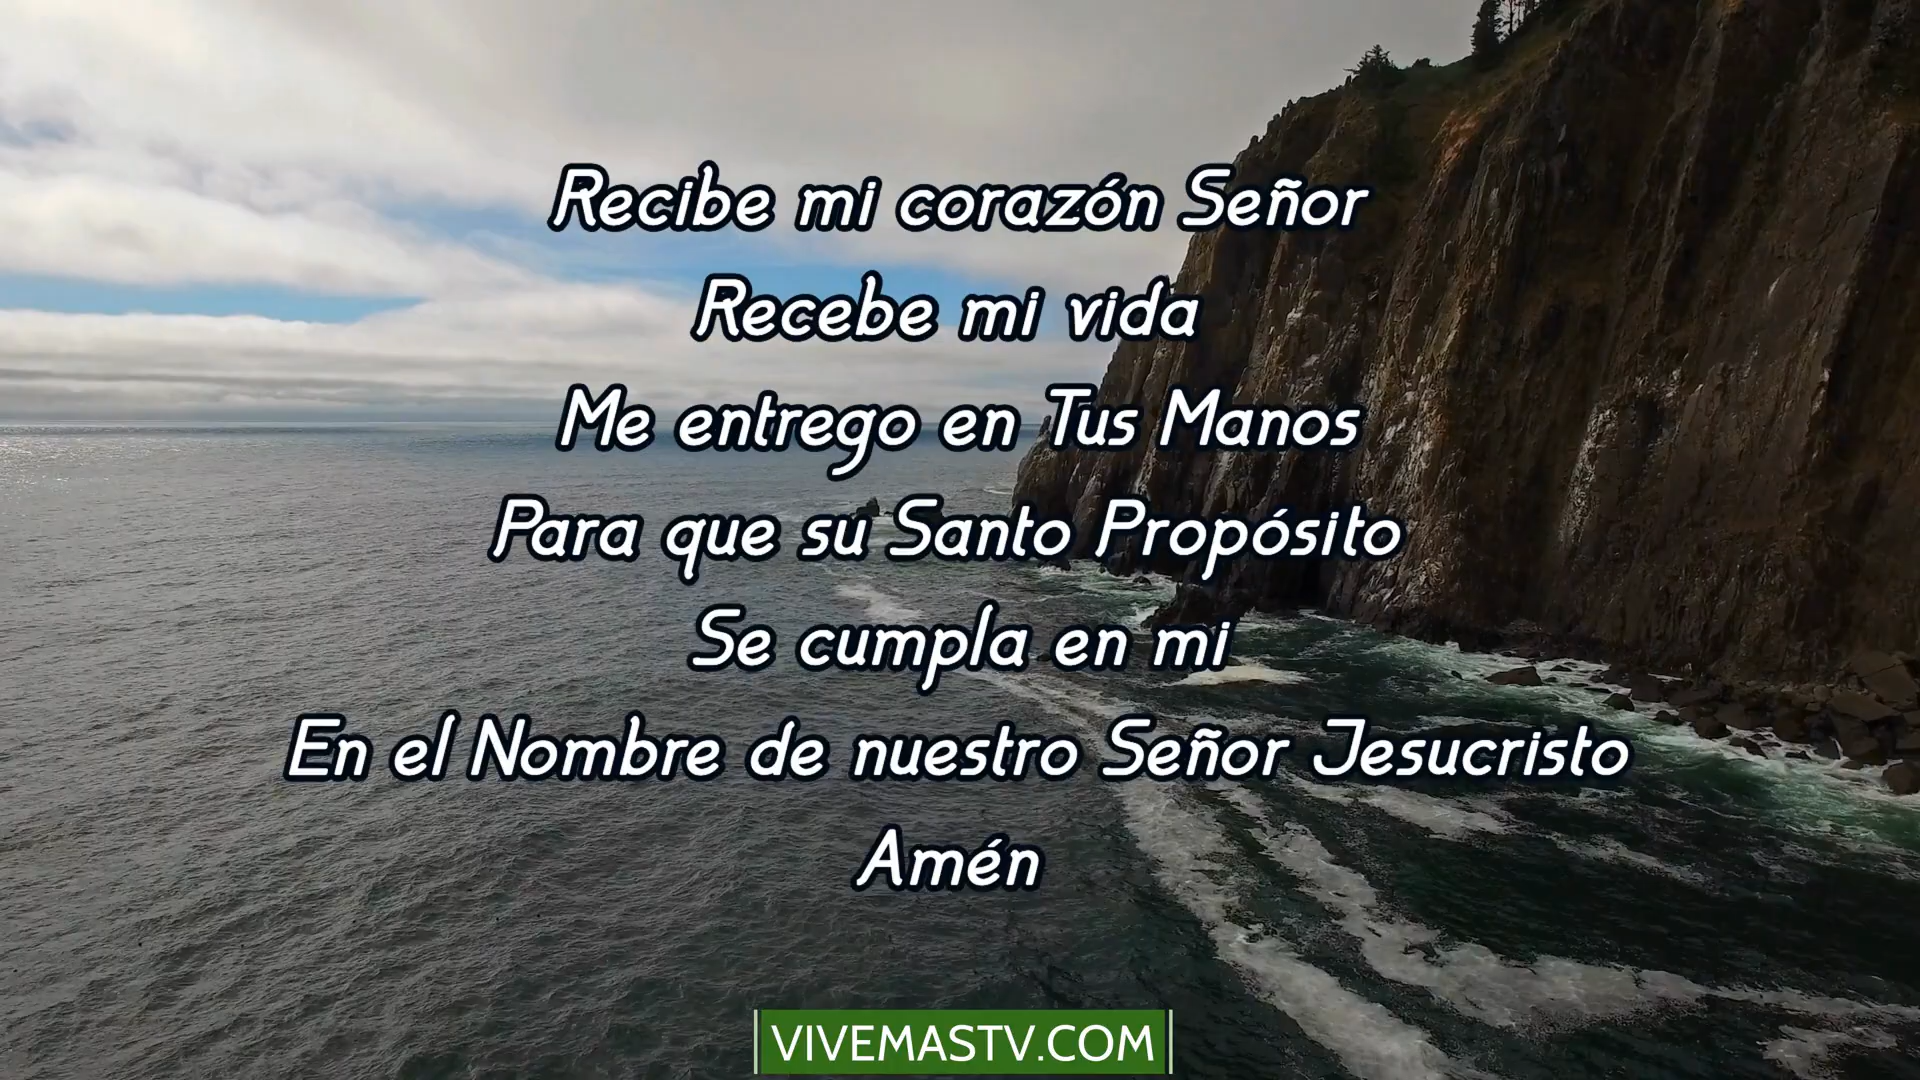 Recibe mi corazón Señor
Recebe mi vida
Me entrego en Tus Manos
Para que su Santo Propósito
Se cumpla en mi
En el Nombre de nuestro Señor Jesucristo
Amén
VIVEMASTV.COM